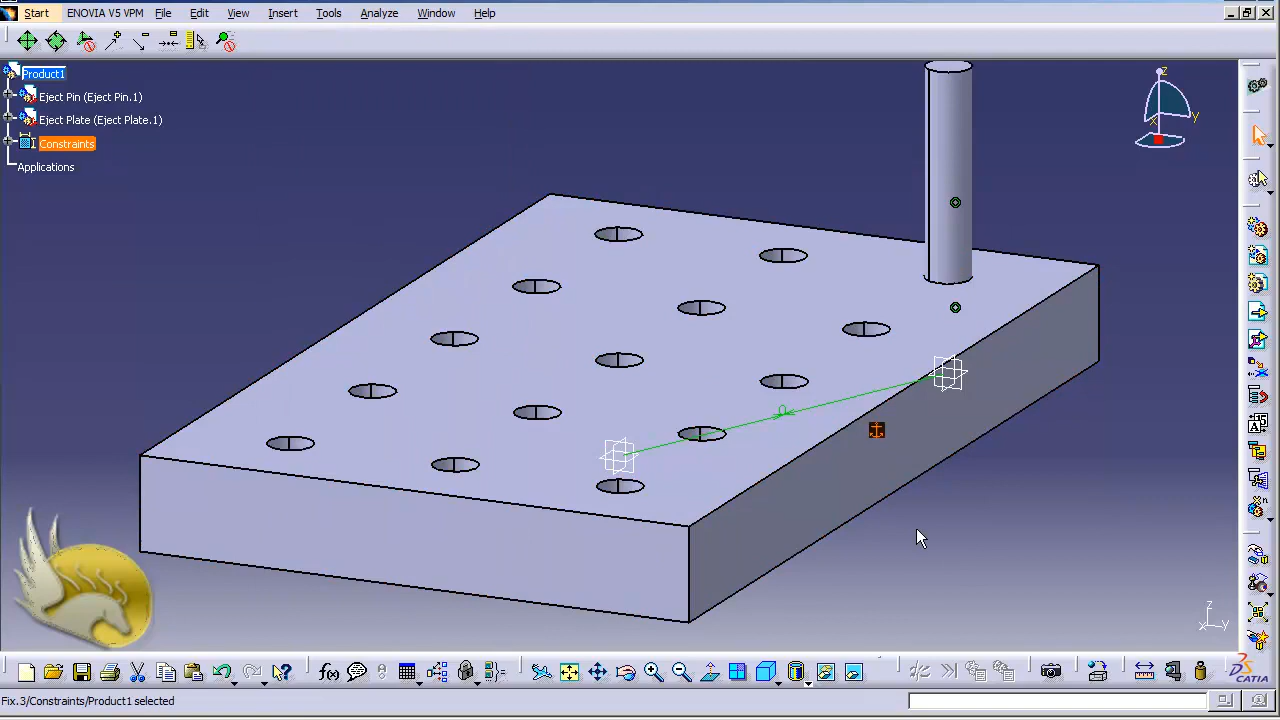 Start ENOVIA V5 VPM File Edit View Insert Tools Analyze Window Help
Product1
Eject Pin (Eject Pin.1)
Eject Plate (Eject Plate.1)
Constraints
Applications
z
y
x
0
z
x y
f(x)
CATIA
Fix.3/Constraints/Product1 selected